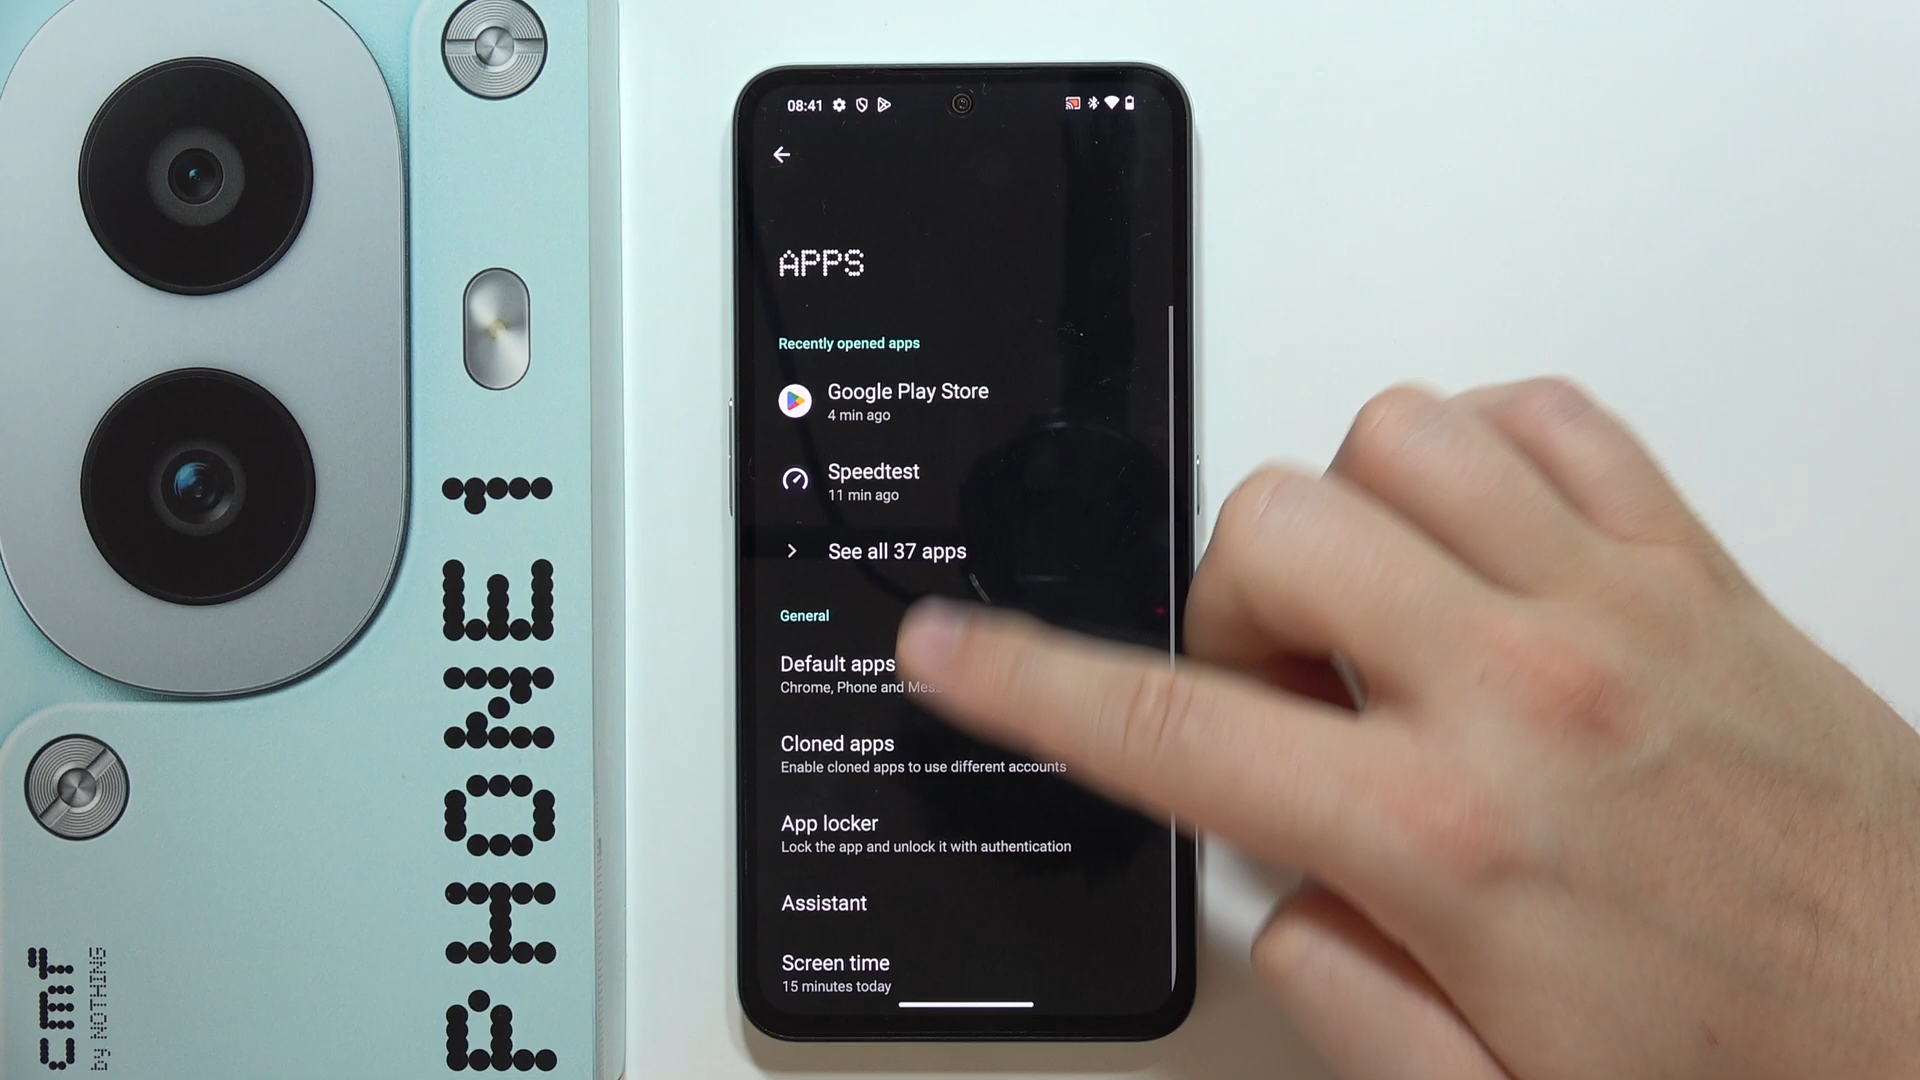 PHONE 1
cmf
by NOTHING
08:41
APPS
Recently opened apps
Google Play Store
4 min ago
Speedtest
11 min ago
See all 37 apps
General
Default apps
Chrome, Phone and
Cloned apps
Enable cloned apps to use different accounts
App locker
Lock the app and unlock it with authentication
Assistant
Screen time
15 minutes today